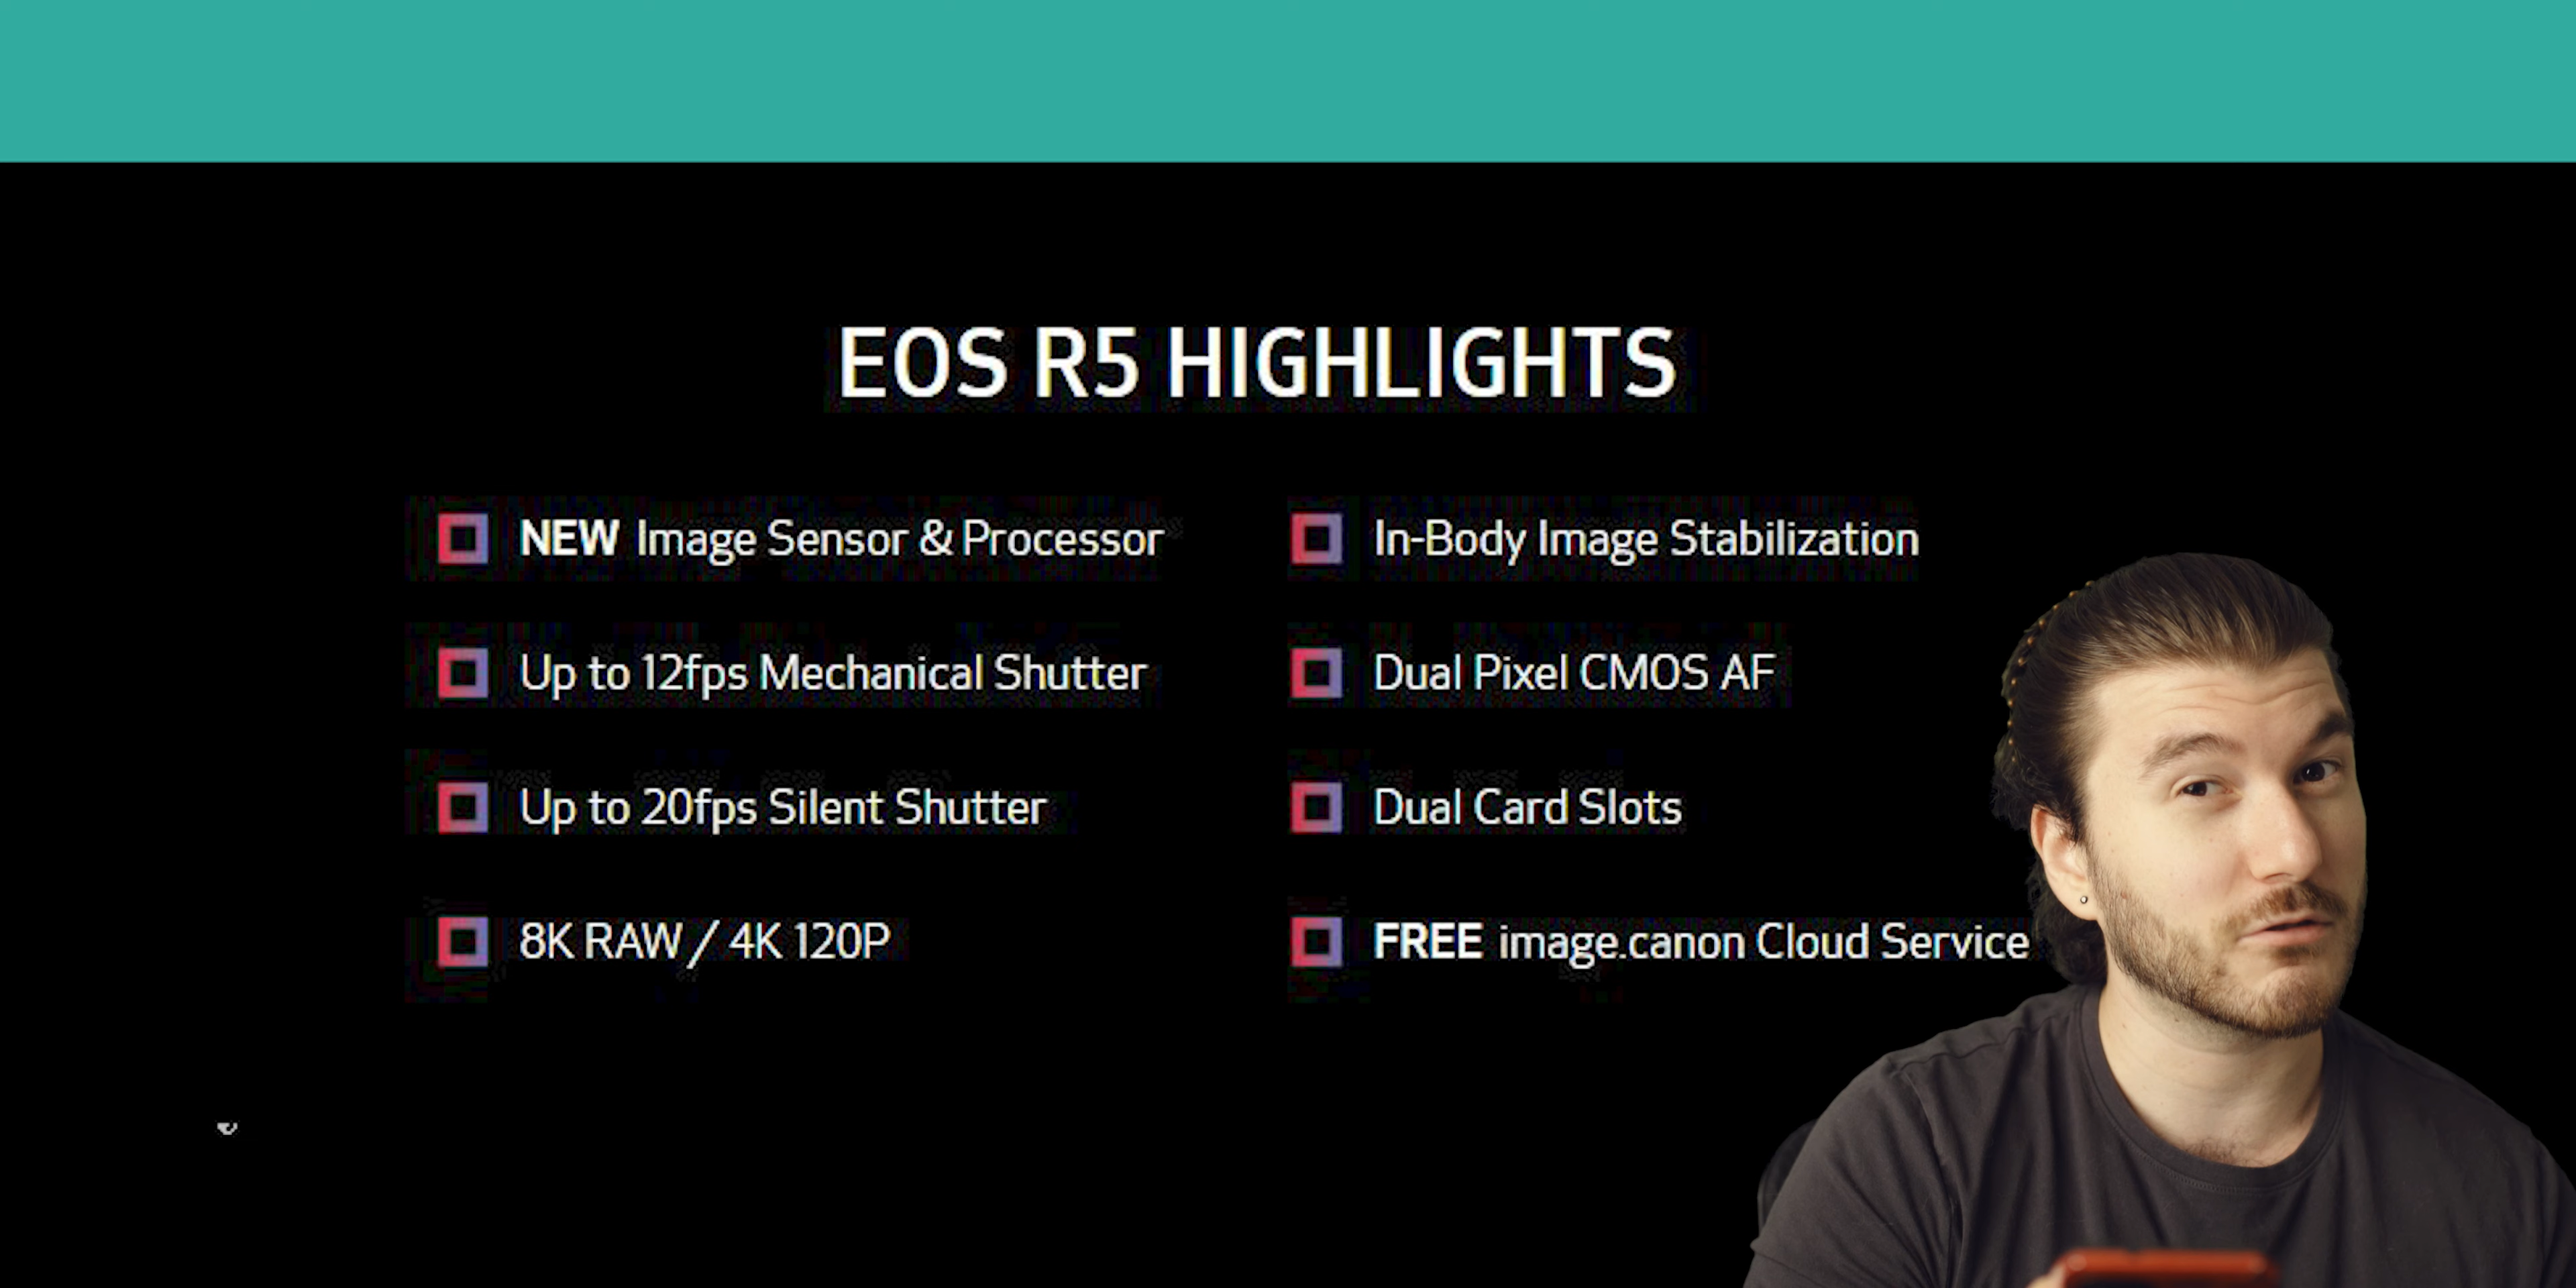 EOS R5 HIGHLIGHTS
NEW Image Sensor & Processor
Up to 12fps Mechanical Shutter
Up to 20fps Silent Shutter
8K RAW / 4K 120P
In-Body Image Stabilization
Dual Pixel CMOS AF
Dual Card Slots
FREE image.canon Cloud Service